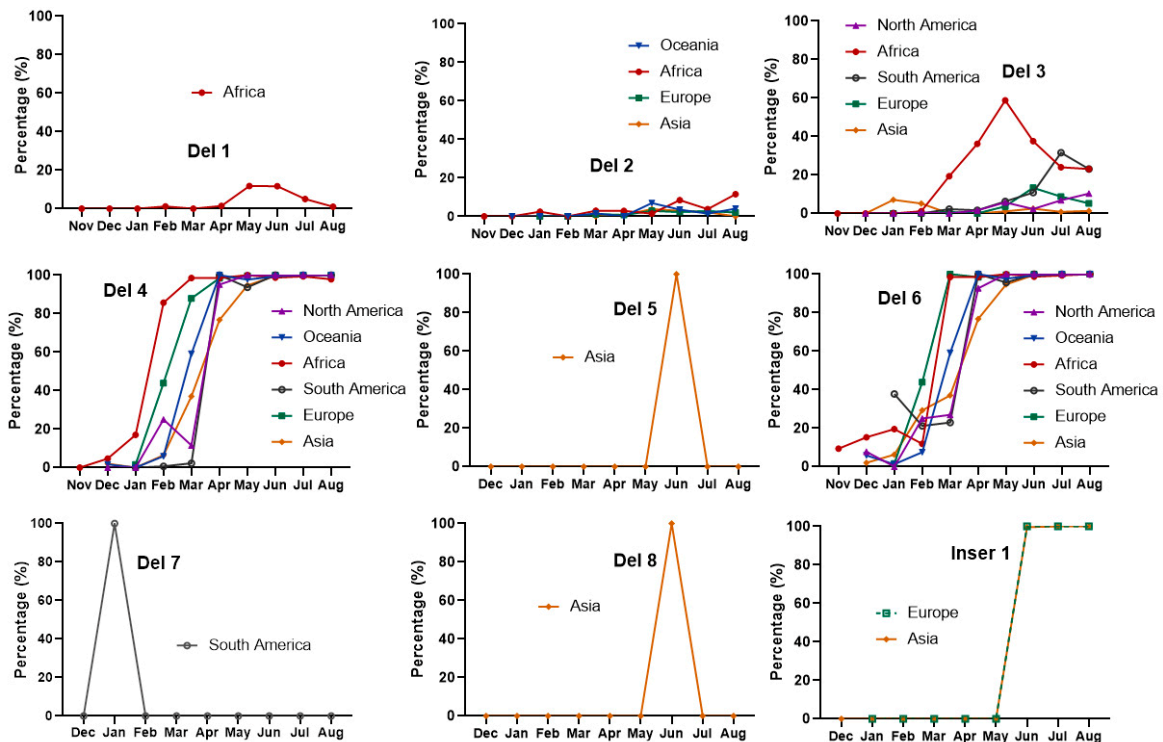 100
80
60
40
20
0
Percentage (%)
Africa
Del 1
Nov Dec Jan Feb Mar Apr May Jun Jul Aug
100
80
60
40
20
0
Percentage (%)
Oceania
Africa
Europe
Asia
Del 2
Nov Dec Jan Feb Mar Apr May Jun Jul Aug
100
80
60
40
20
0
Percentage (%)
North America
Africa
South America
Europe
Asia
Del 3
Nov Dec Jan Feb Mar Apr May Jun Jul Aug
100
80
60
40
20
0
Percentage (%)
Del 4
North America
Oceania
Africa
South America
Europe
Asia
Nov Dec Jan Feb Mar Apr May Jun Jul Aug
100
80
60
40
20
0
Percentage (%)
Del 5
Asia
Dec Jan Feb Mar Apr May Jun Jul Aug
100
80
60
40
20
0
Percentage (%)
Del 6
North America
Oceania
Africa
South America
Europe
Asia
Nov Dec Jan Feb Mar Apr May Jun Jul Aug
100
80
60
40
20
0
Percentage (%)
Del 7
South America
Dec Jan Feb Mar Apr May Jun Jul Aug
100
80
60
40
20
0
Percentage (%)
Del 8
Asia
Dec Jan Feb Mar Apr May Jun Jul Aug
100
80
60
40
20
0
Percentage (%)
Inser 1
Europe
Asia
Dec Jan Feb Mar Apr May Jun Jul Aug